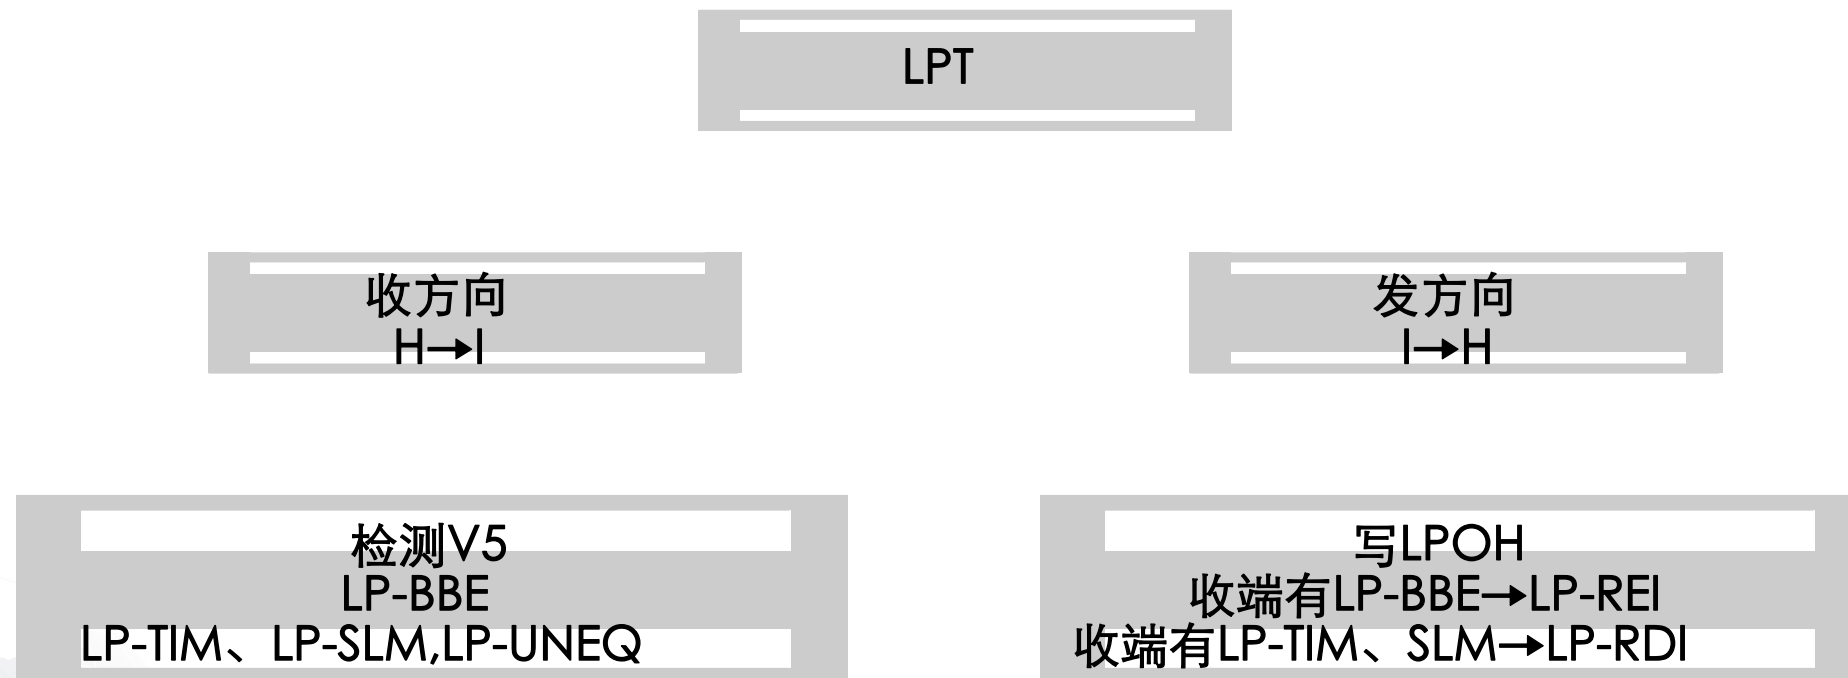 LPT
收方向
H→I
发方向
I→H
检测V5
LP-BBE
LP-TIM、LP-SLM,LP-UNEQ
写LPOH
收端有LP-BBE→LP-REI
收端有LP-TIM、SLM→LP-RDI